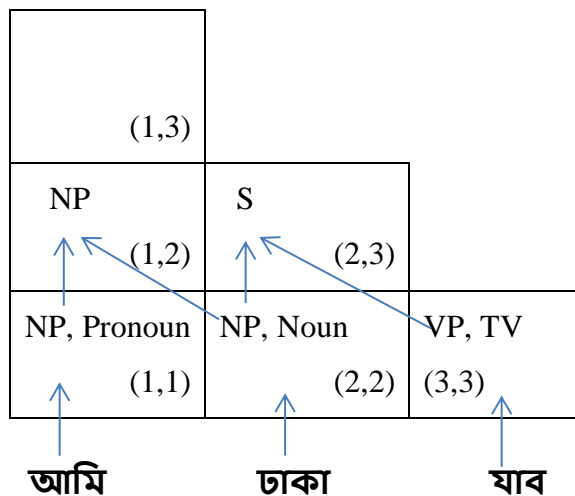 (1,3)
NP S
(1,2) (2,3)
NP, Pronoun NP, Noun VP, TV
(1,1) (2,2) (3,3)
আমি ঢাকা যাব